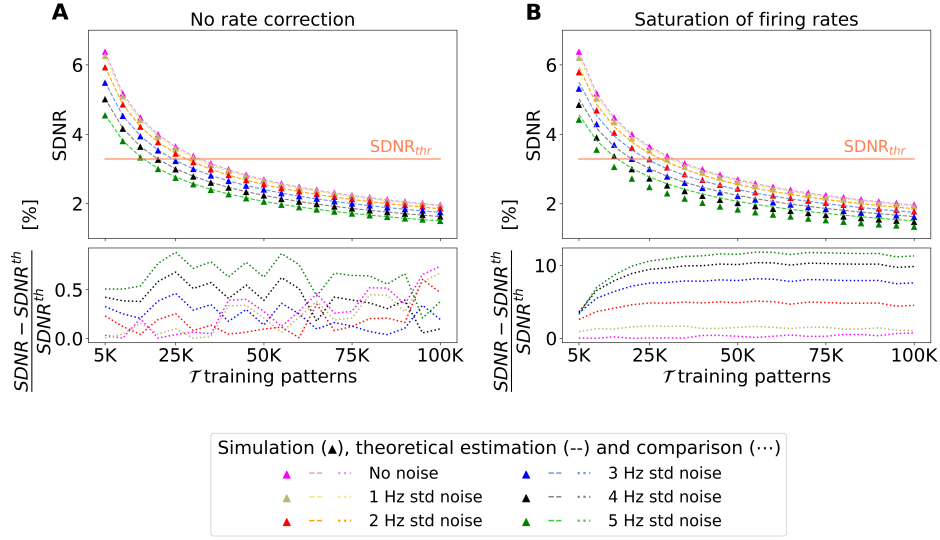 A
No rate correction
B
Saturation of firing rates
SDNR
6
4
2
SDNR_thr
[%]
SDNR
6
4
2
SDNR_thr
[%]
SDNR − SDNR^th
SDNR^th
0.5
0.0
5K 25K 50K 75K 100K
𝒯 training patterns
SDNR − SDNR^th
SDNR^th
10
0
5K 25K 50K 75K 100K
𝒯 training patterns
Simulation (▲), theoretical estimation (--) and comparison (⋯)
No noise
1 Hz std noise
2 Hz std noise
3 Hz std noise
4 Hz std noise
5 Hz std noise